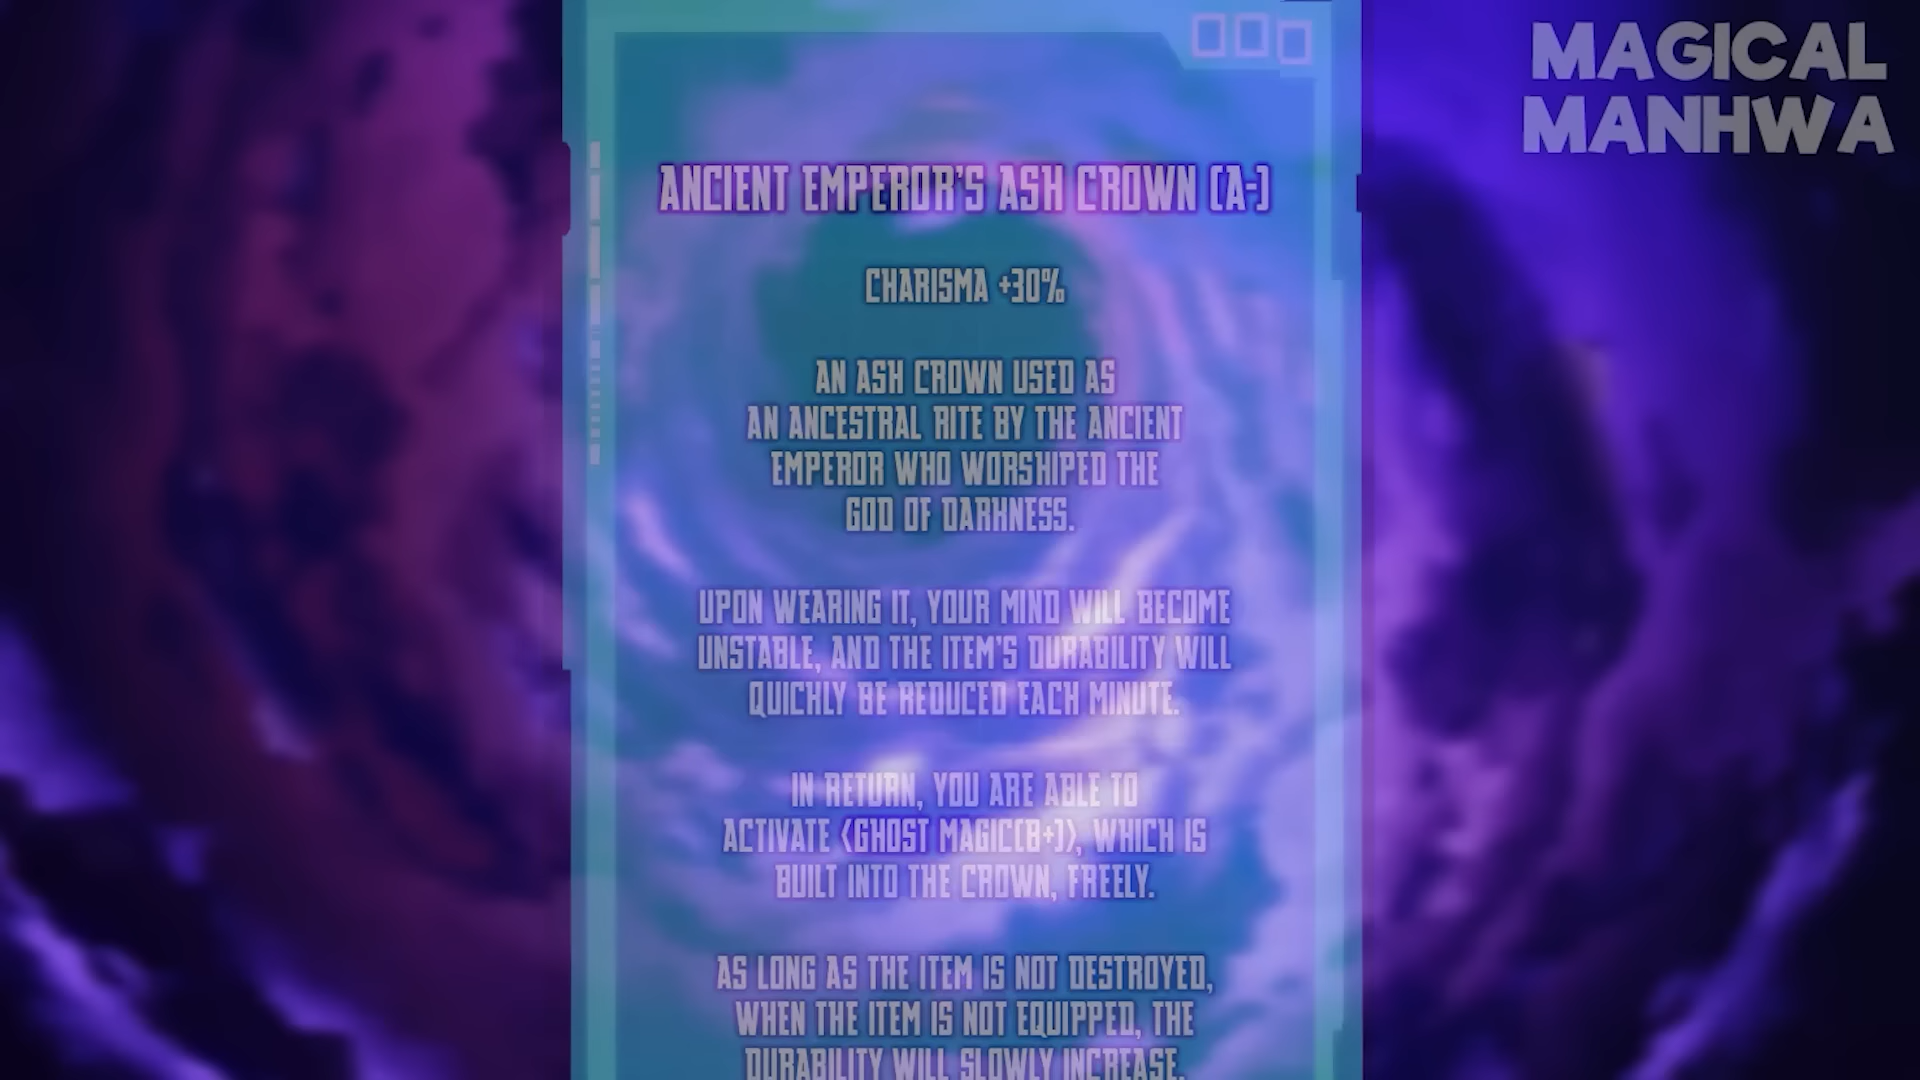 MAGICAL
MANHWA
ANCIENT EMPEROR'S ASH CROWN (A-)
CHARISMA +30%
AN ASH CROWN USED AS
AN ANCESTRAL RITE BY THE ANCIENT
EMPEROR WHO WORSHIPED THE
GOD OF DARHNESS.
UPON WEARING IT, YOUR MIND WILL BECOME
UNSTABLE, AND THE ITEM'S DURABILITY WILL
QUICHLY BE REDUCED EACH MINUTE.
IN RETURN, YOU ARE ABLE TO
ACTIVATE <GHOST MAGIC(B+)>, WHICH IS
BUILT INTO THE CROWN, FREELY.
AS LONG AS THE ITEM IS NOT DESTROYED,
WHEN THE ITEM IS NOT EQUIPPED, THE
DURABILITY WILL SLOWLY INCREASE.